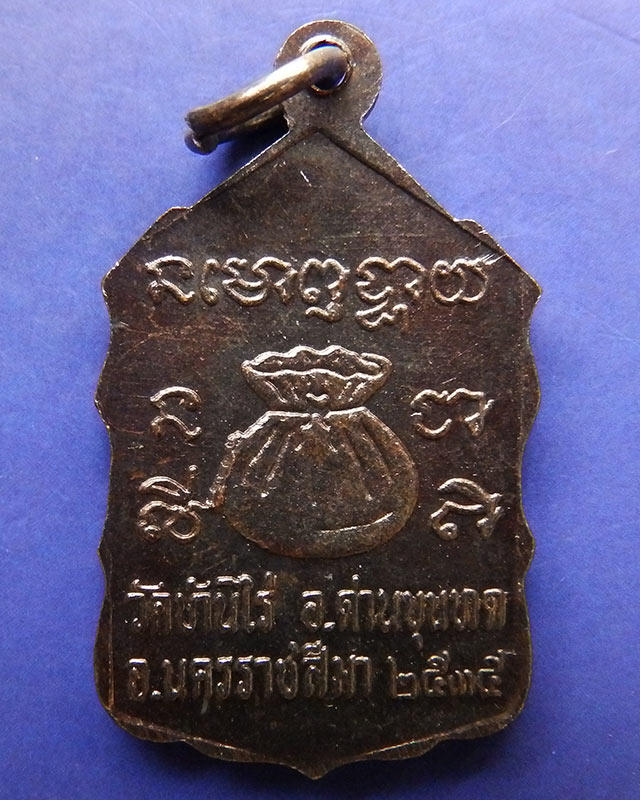 នមោពុទ្ធាយ
วัดบ้านไร่ อ.ด่านขุนทด
จ.นครราชสีมา ๒๕๓๕